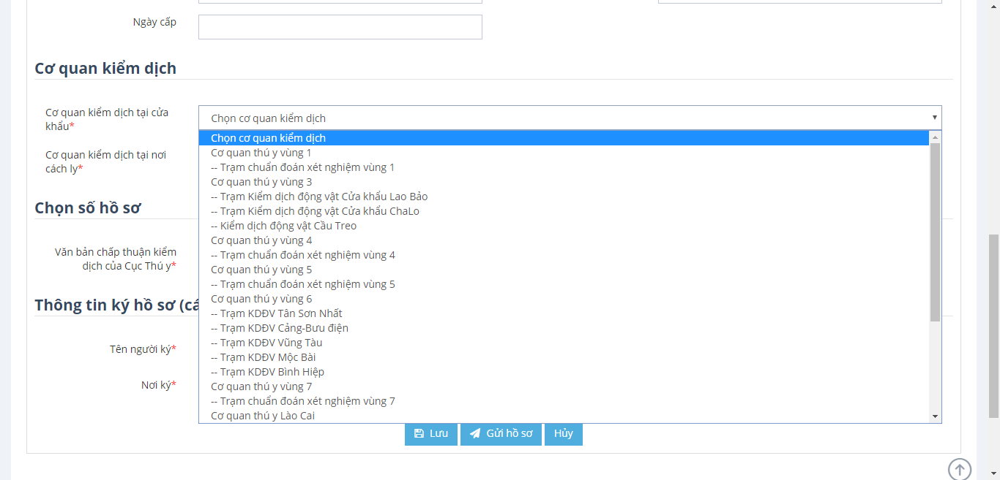 Ngày cấp
Cơ quan kiểm dịch
Cơ quan kiểm dịch tại cửa
khẩu*
Chọn cơ quan kiểm dịch
Chọn cơ quan kiểm dịch
Cơ quan thú y vùng 1
-- Trạm chuẩn đoán xét nghiệm vùng 1
Cơ quan thú y vùng 3
-- Trạm Kiểm dịch động vật Cửa khẩu Lao Bảo
-- Trạm Kiểm dịch động vật Cửa khẩu ChaLo
-- Kiểm dịch động vật Cầu Treo
Cơ quan thú y vùng 4
-- Trạm chuẩn đoán xét nghiệm vùng 4
Cơ quan thú y vùng 5
-- Trạm chuẩn đoán xét nghiệm vùng 5
Cơ quan thú y vùng 6
-- Trạm KDĐV Tân Sơn Nhất
-- Trạm KDĐV Cảng-Bưu điện
-- Trạm KDĐV Vũng Tàu
-- Trạm KDĐV Mộc Bài
-- Trạm KDĐV Bình Hiệp
Cơ quan thú y vùng 7
-- Trạm chuẩn đoán xét nghiệm vùng 7
Cơ quan thú y Lào Cai
Cơ quan kiểm dịch tại nơi
cách ly*
Chọn số hồ sơ
Văn bản chấp thuận kiểm
dịch của Cục Thú y*
Thông tin ký hồ sơ (cá
Tên người ký*
Nơi ký*
Lưu
Gửi hồ sơ
Hủy